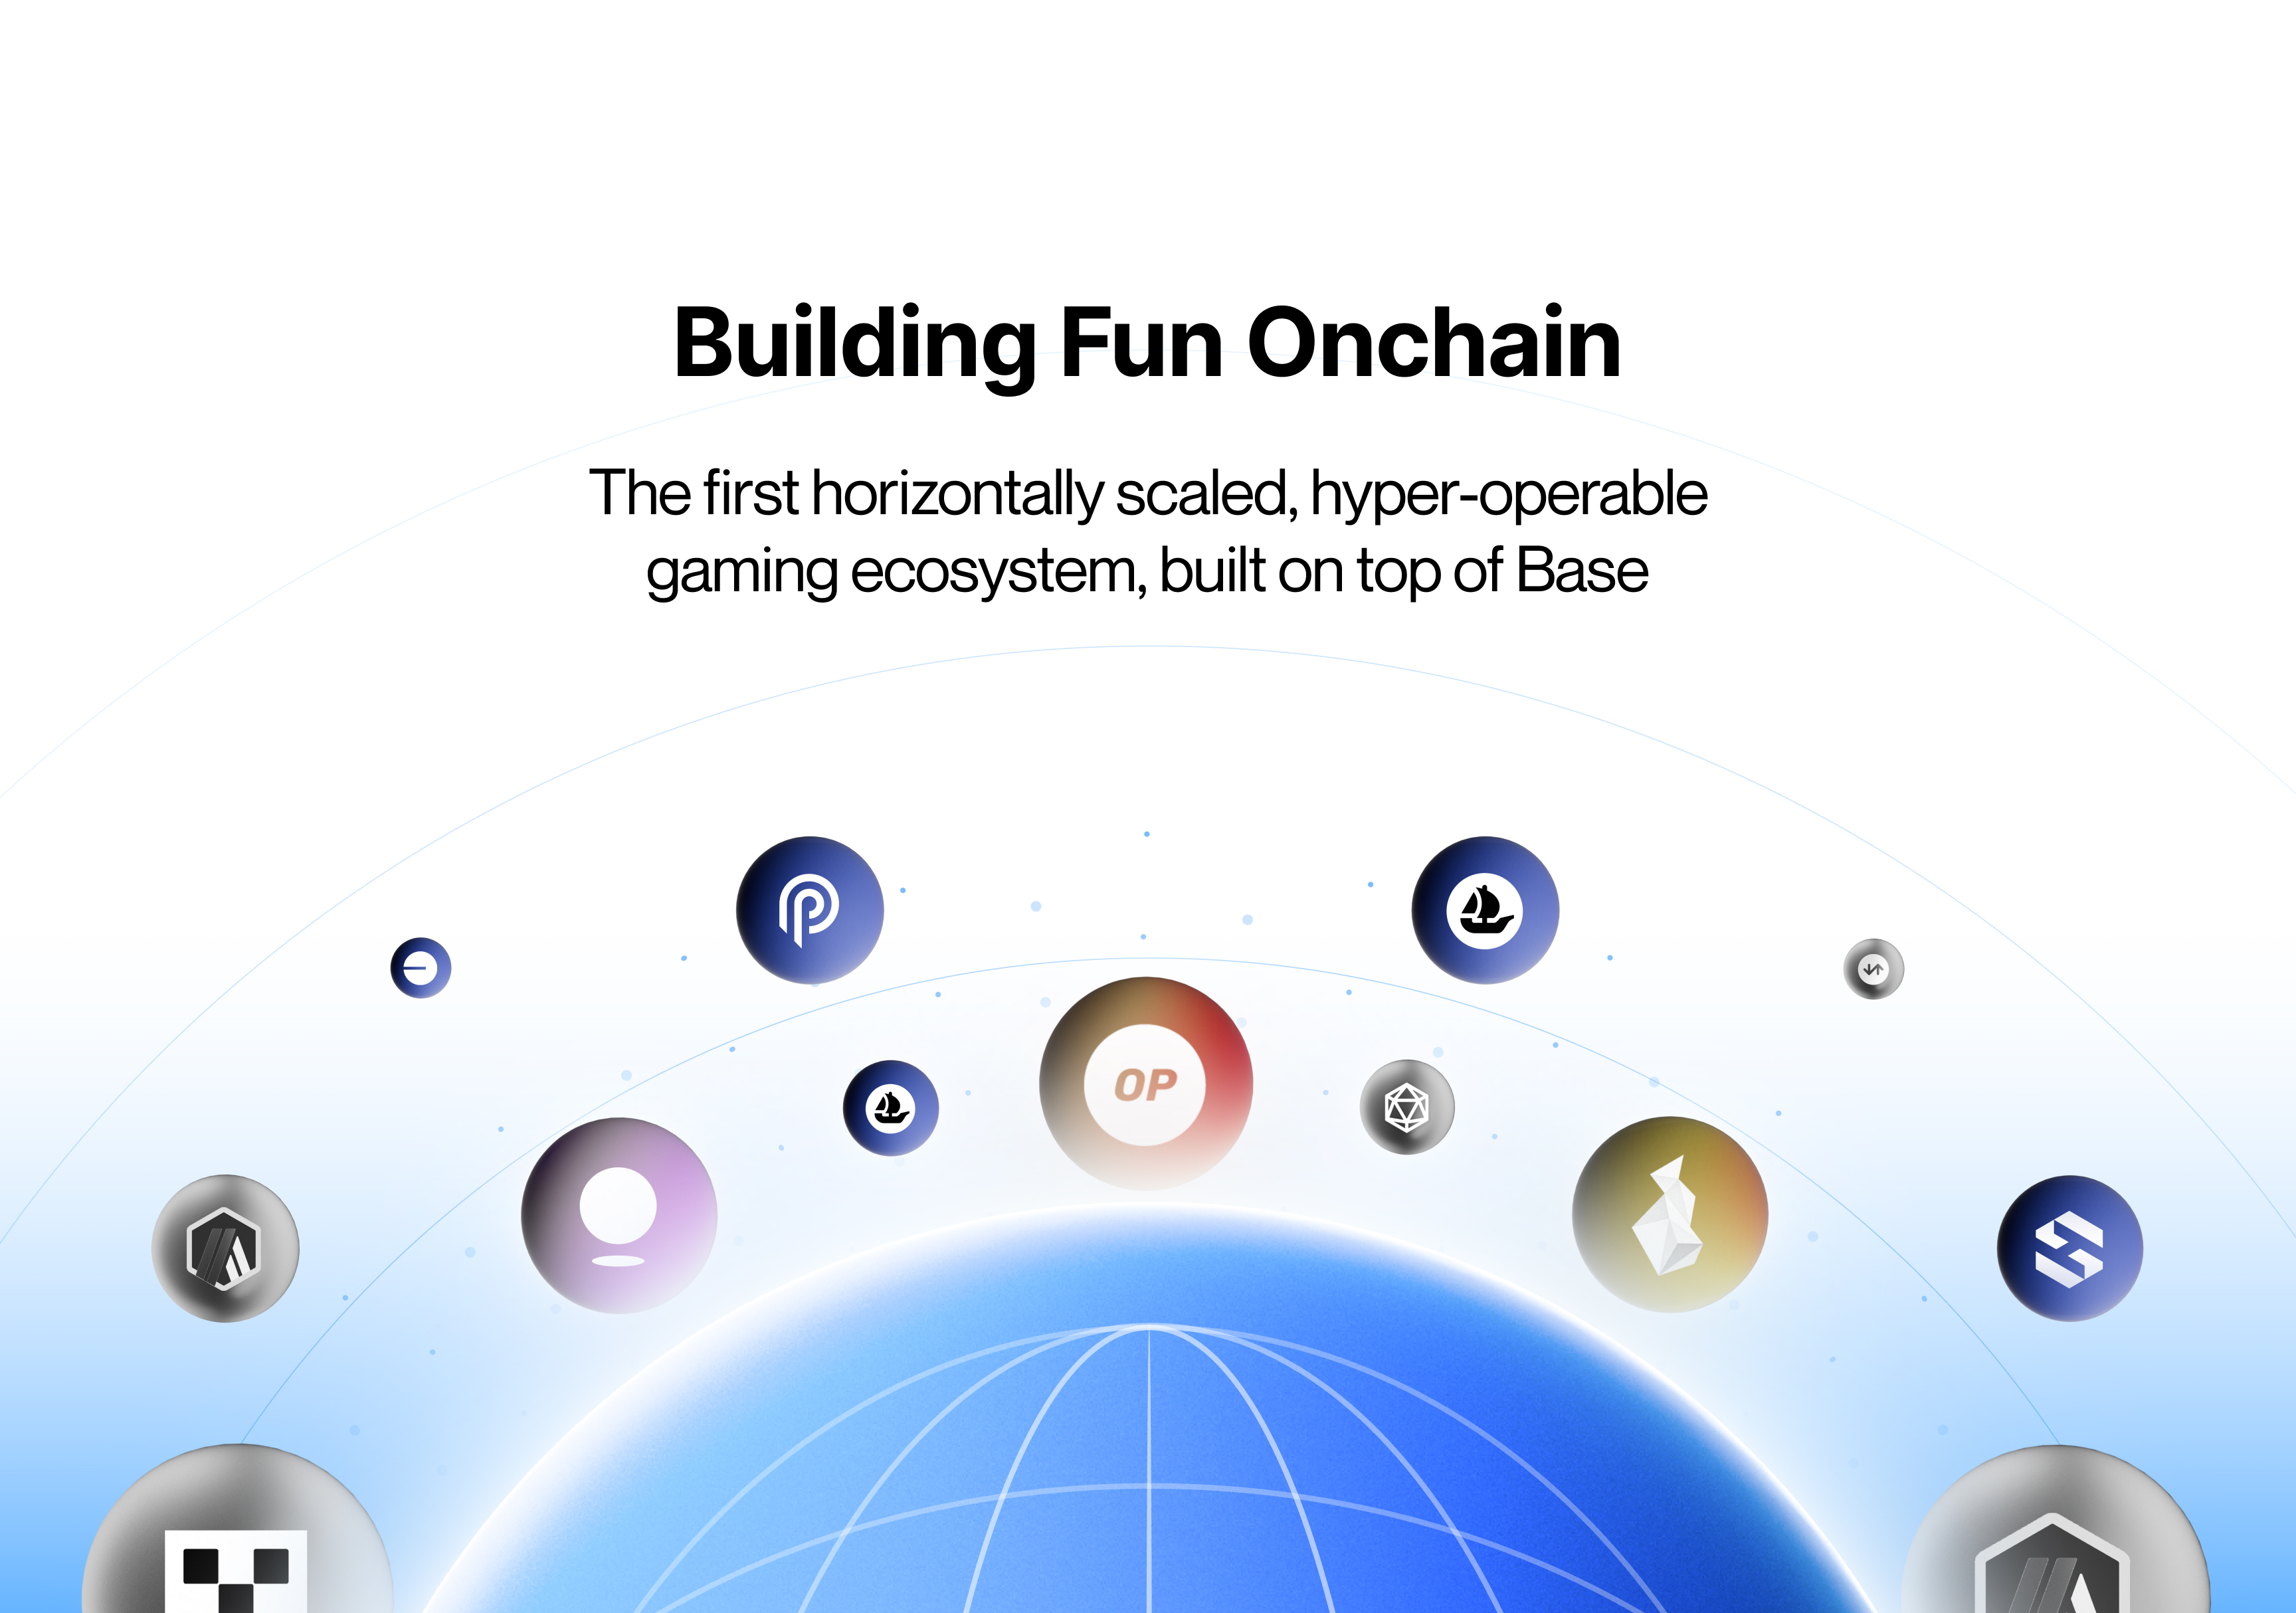 Building Fun Onchain
The first horizontally scaled, hyper-operable
gaming ecosystem, built on top of Base
OP